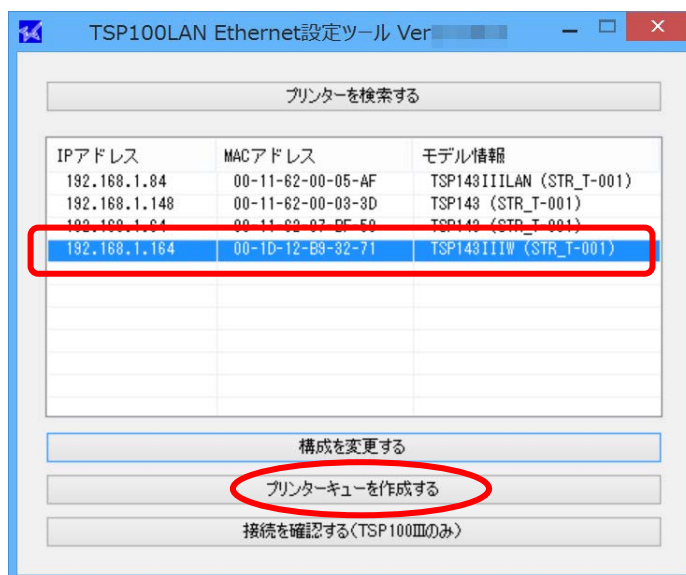 TSP100LAN Ethernet設定ツール Ver
プリンターを検索する
IPアドレス MACアドレス モデル情報
192.168.1.84 00-11-62-00-05-AF TSP143IIILAN (STR_T-001)
192.168.1.148 00-11-62-00-03-3D TSP143 (STR_T-001)
TSP143 (STR_T-001)
192.168.1.164 00-1D-12-B9-32-71 TSP143IIIW (STR_T-001)
構成を変更する
プリンターキューを作成する
接続を確認する(TSP100Ⅲのみ)